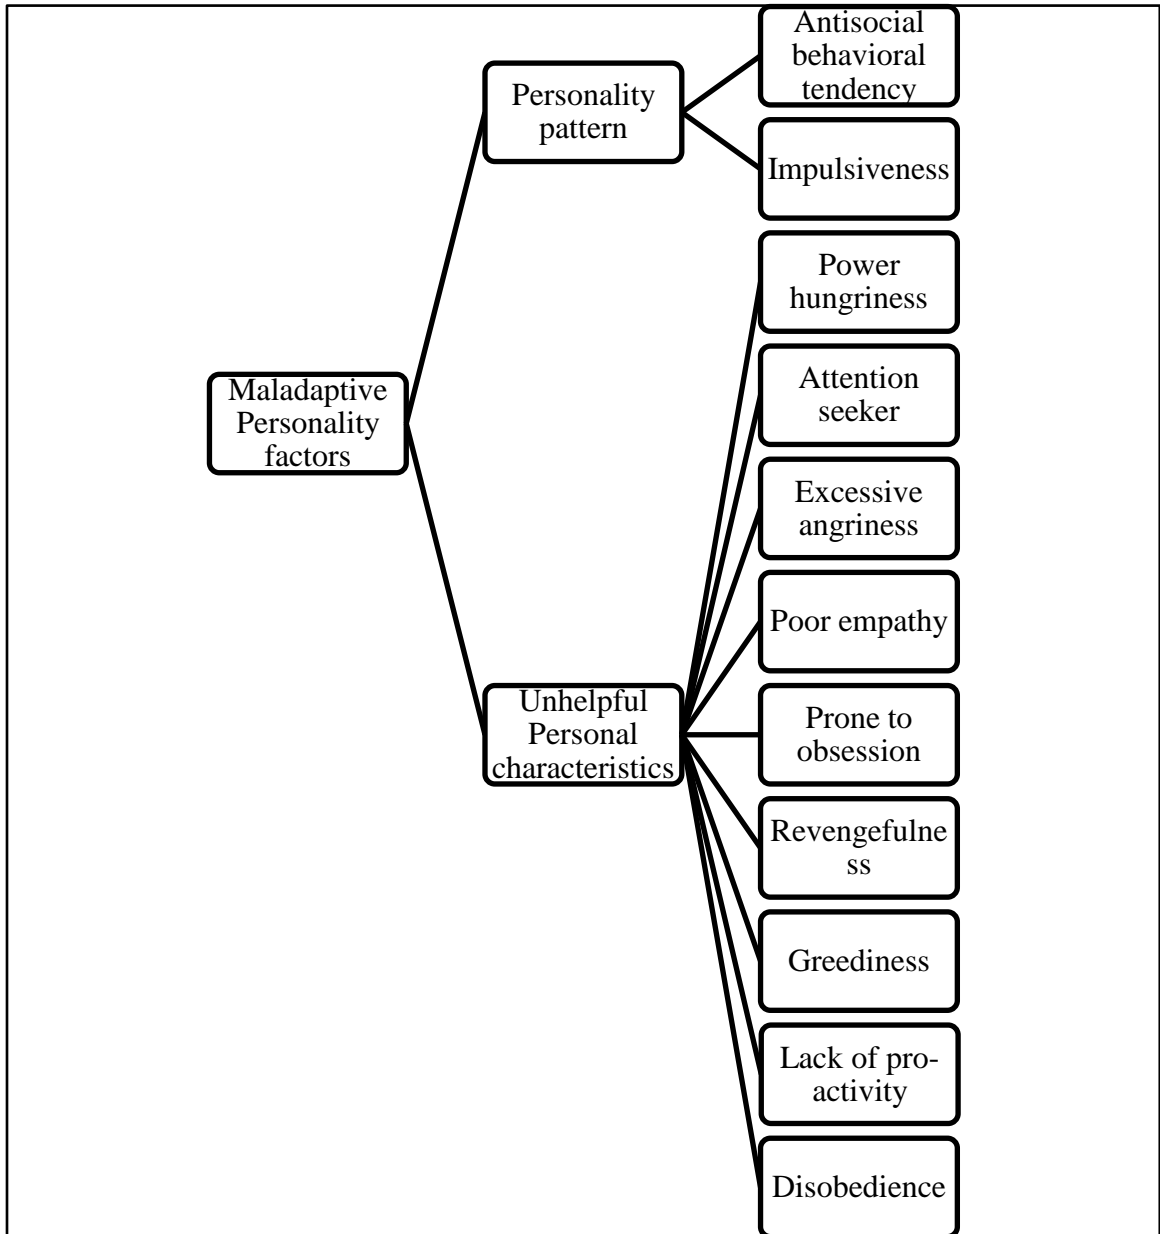 Antisocial
behavioral
tendency
Personality
pattern
Impulsiveness
Power
hungriness
Attention
seeker
Maladaptive
Personality
factors
Excessive
angriness
Poor empathy
Unhelpful
Personal
characteristics
Prone to
obsession
Revengefulne
ss
Greediness
Lack of pro-
activity
Disobedience